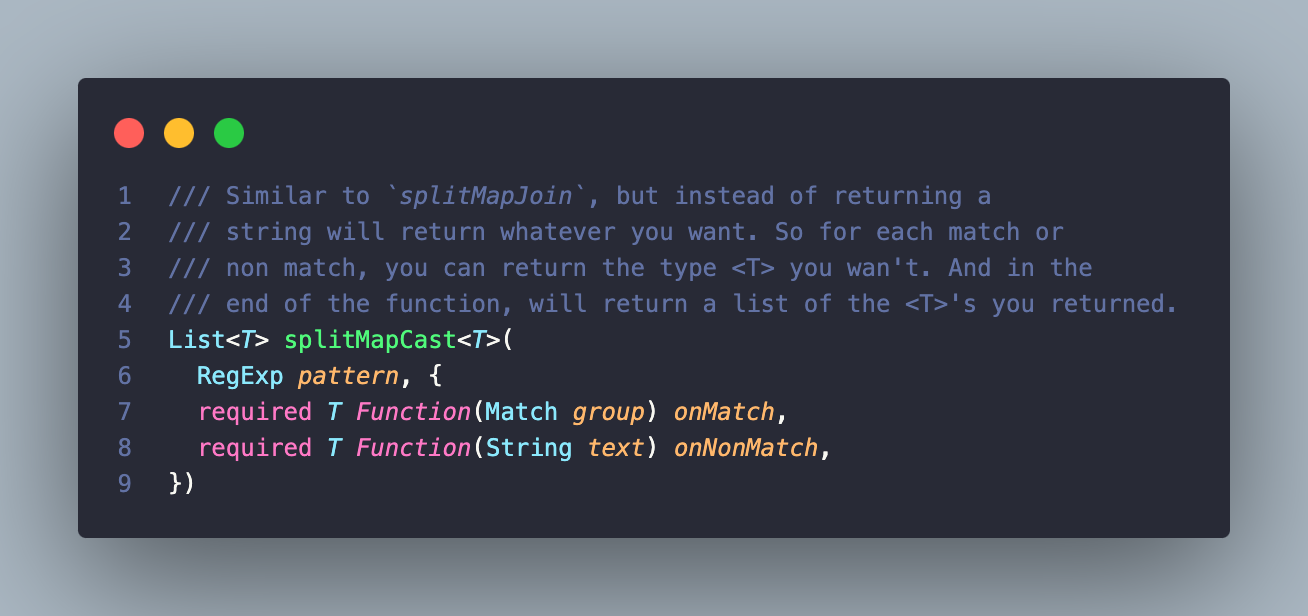 1 /// Similar to `splitMapJoin`, but instead of returning a
2 /// string will return whatever you want. So for each match or
3 /// non match, you can return the type <T> you wan't. And in the
4 /// end of the function, will return a list of the <T>'s you returned.
5 List<T> splitMapCast<T>(
6   RegExp pattern, {
7   required T Function(Match group) onMatch,
8   required T Function(String text) onNonMatch,
9 })